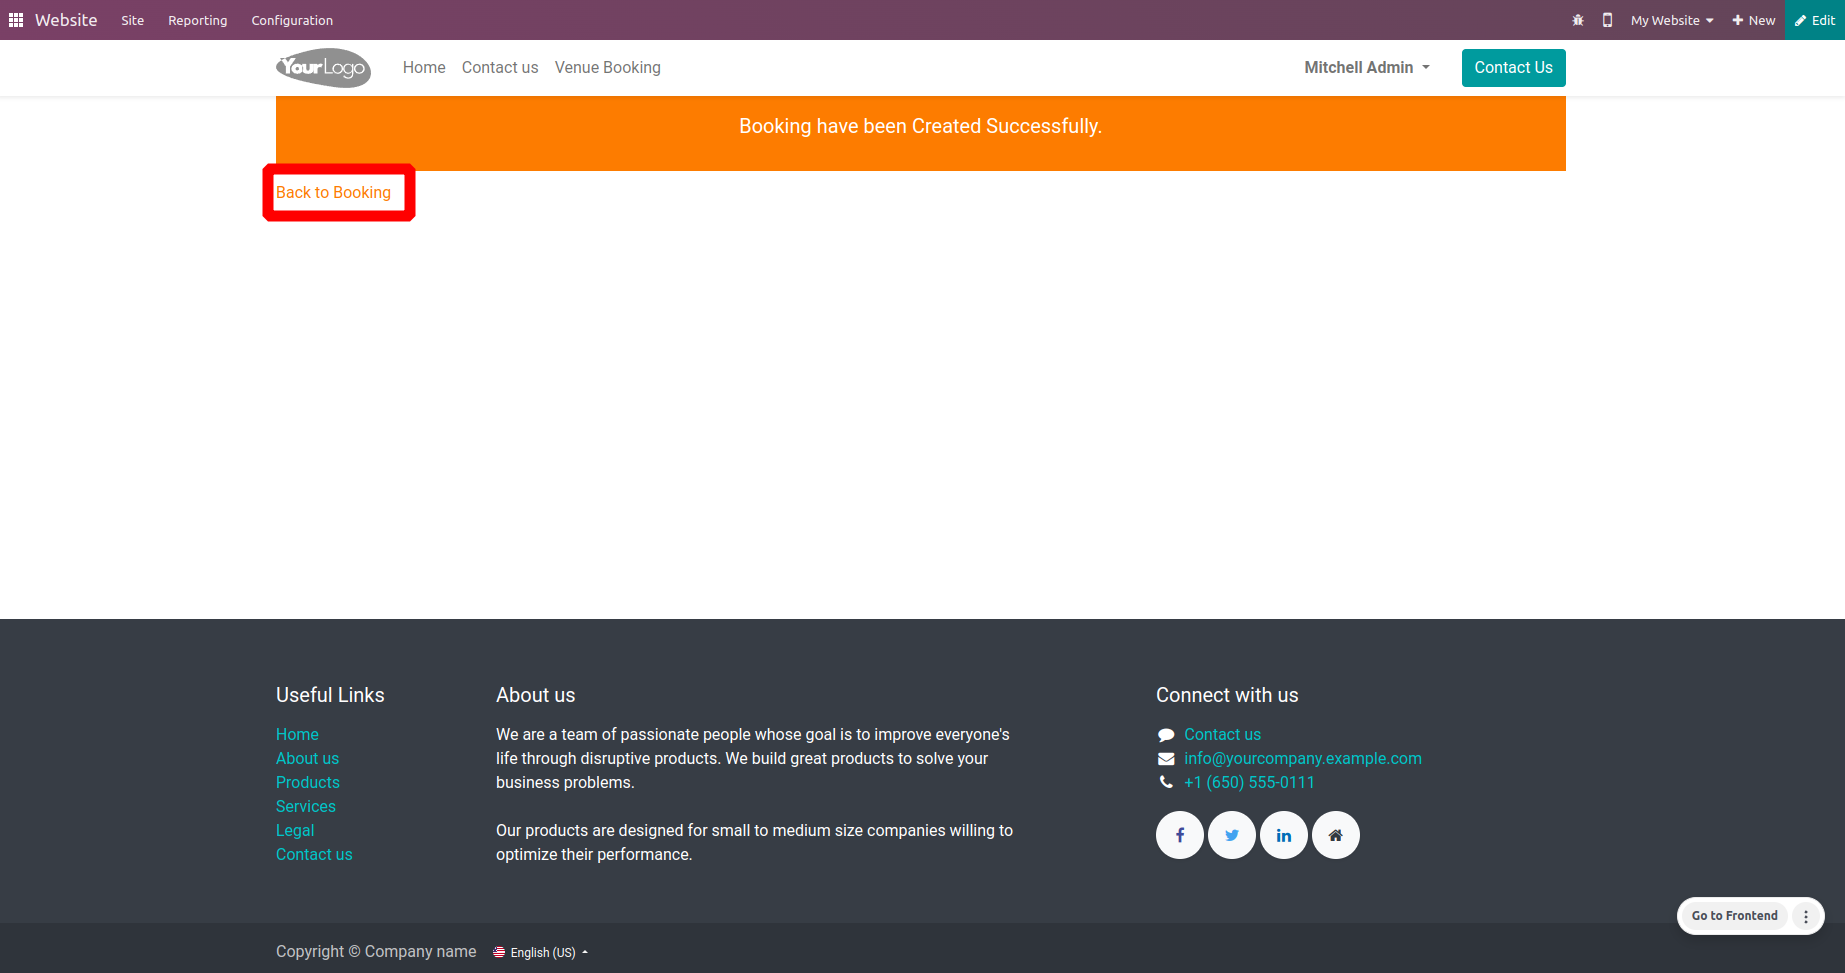 Website Site Reporting Configuration My Website New Edit
YourLogo Home Contact us Venue Booking Mitchell Admin Contact Us
Booking have been Created Successfully.
Back to Booking
Useful Links
Home
About us
Products
Services
Legal
Contact us
About us
We are a team of passionate people whose goal is to improve everyone's
life through disruptive products. We build great products to solve your
business problems.
Our products are designed for small to medium size companies willing to
optimize their performance.
Connect with us
Contact us
info@yourcompany.example.com
+1 (650) 555-0111
f in
Go to Frontend
Copyright © Company name English (US)